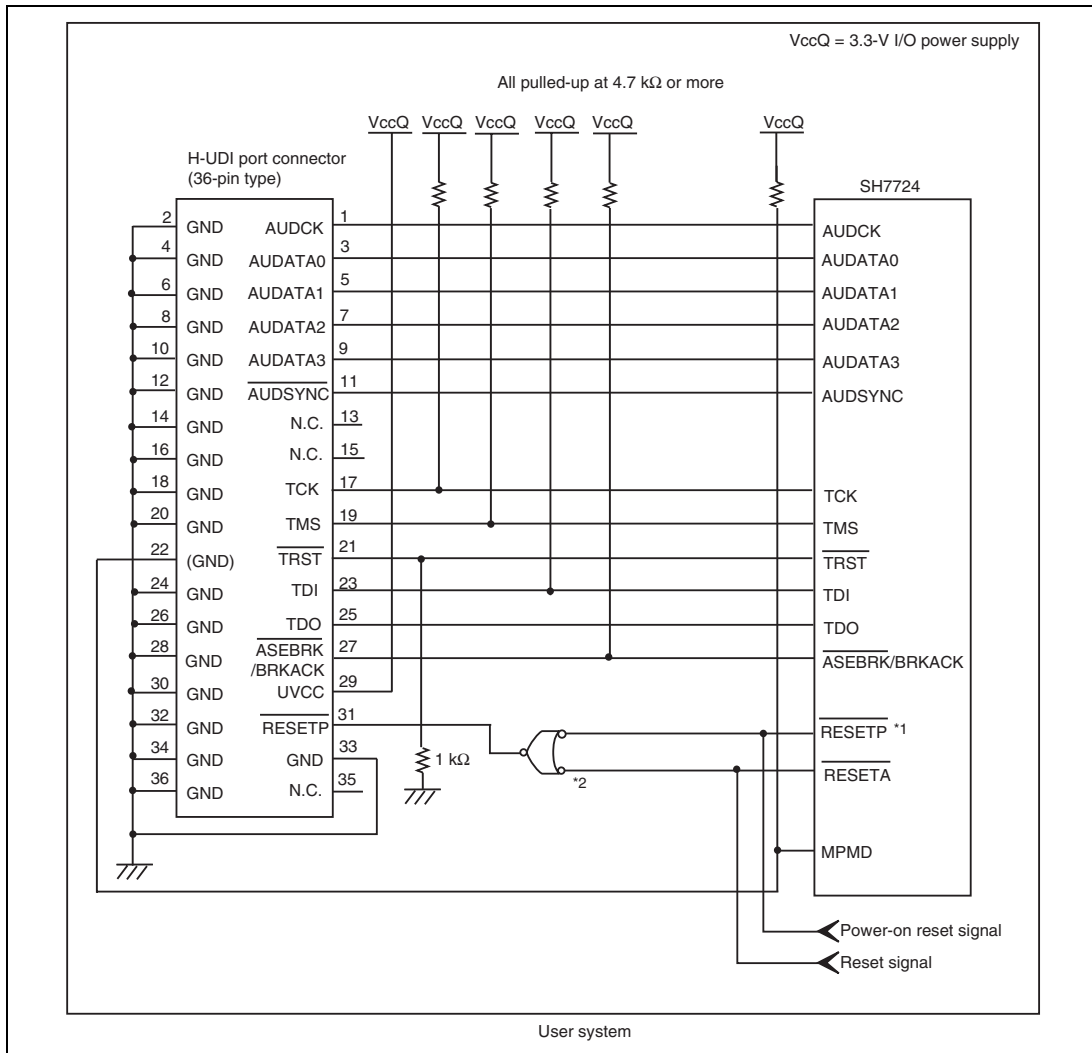 VccQ = 3.3-V I/O power supply
All pulled-up at 4.7 kΩ or more
VccQ VccQ VccQ VccQ VccQ VccQ
H-UDI port connector
(36-pin type)
SH7724
2 GND AUDCK 1 AUDCK
4 GND AUDATA0 3 AUDATA0
6 GND AUDATA1 5 AUDATA1
8 GND AUDATA2 7 AUDATA2
10 GND AUDATA3 9 AUDATA3
12 GND AUDSYNC 11 AUDSYNC
14 GND N.C. 13
16 GND N.C. 15
18 GND TCK 17 TCK
20 GND TMS 19 TMS
22 (GND) TRST 21 TRST
24 GND TDI 23 TDI
26 GND TDO 25 TDO
28 GND ASEBRK 27 ASEBRK/BRKACK
/BRKACK
30 GND UVCC 29
32 GND RESETP 31 RESETP *1
34 GND GND 33 1 kΩ
*2 RESETA
36 GND N.C. 35
MPMD
Power-on reset signal
Reset signal
User system